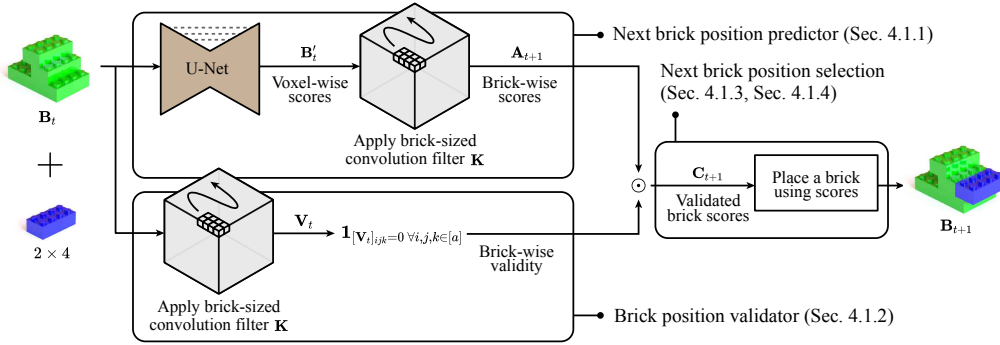 U-Net
B′t
Voxel-wise
scores
At+1
Brick-wise
scores
Apply brick-sized
convolution filter K
Next brick position predictor (Sec. 4.1.1)
Next brick position selection
(Sec. 4.1.3, Sec. 4.1.4)
Bt
+
2 × 4
Vt
1[Vt]ijk=0 ∀i,j,k∈[a]
Brick-wise
validity
Apply brick-sized
convolution filter K
⊙
Ct+1
Validated
brick scores
Place a brick
using scores
Bt+1
Brick position validator (Sec. 4.1.2)